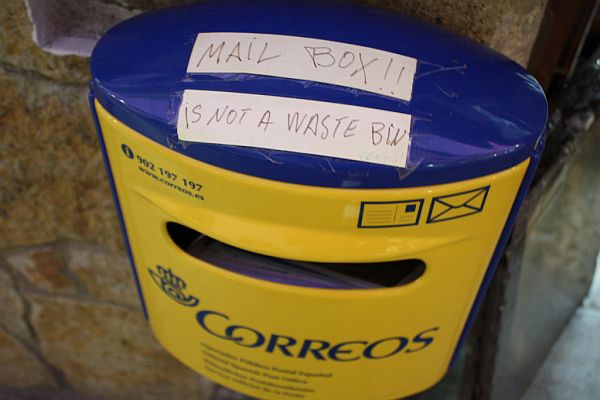 MAIL BOX!!
iS NOT A WASTE BiN
902 197 197
www.correos.es
CORREOS